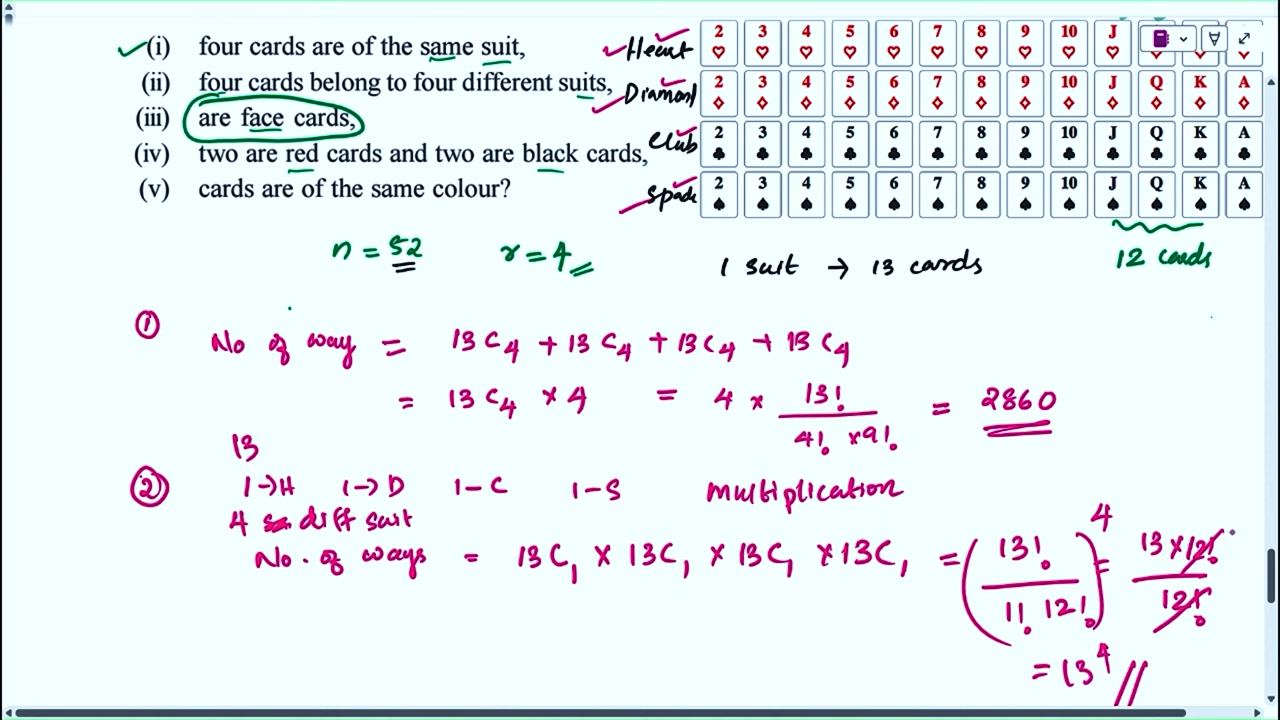 (i) four cards are of the same suit,
(ii) four cards belong to four different suits,
(iii) are face cards,
(iv) two are red cards and two are black cards,
(v) cards are of the same colour?
Heart 2 ♡ 3 ♡ 4 ♡ 5 ♡ 6 ♡ 7 ♡ 8 ♡ 9 ♡ 10 ♡ J ♡
Diamond 2 ♢ 3 ♢ 4 ♢ 5 ♢ 6 ♢ 7 ♢ 8 ♢ 9 ♢ 10 ♢ J ♢ Q ♢ K ♢ A ♢
Club 2 ♣ 3 ♣ 4 ♣ 5 ♣ 6 ♣ 7 ♣ 8 ♣ 9 ♣ 10 ♣ J ♣ Q ♣ K ♣ A ♣
Spade 2 ♠ 3 ♠ 4 ♠ 5 ♠ 6 ♠ 7 ♠ 8 ♠ 9 ♠ 10 ♠ J ♠ Q ♠ K ♠ A ♠
n = 52 r = 4 1 suit → 13 cards 12 cards
① No of way = 13C4 + 13C4 + 13C4 + 13C4
= 13C4 × 4 = 4 × 13! / 4! × 9! = 2860
13
② 1→H 1→D 1-C 1-S multiplication
4 diff suit
No. of ways = 13C1 × 13C1 × 13C1 × 13C1 = (13! / 1! 12!)^4 = 13 × 12! / 12!
= 13^4 //